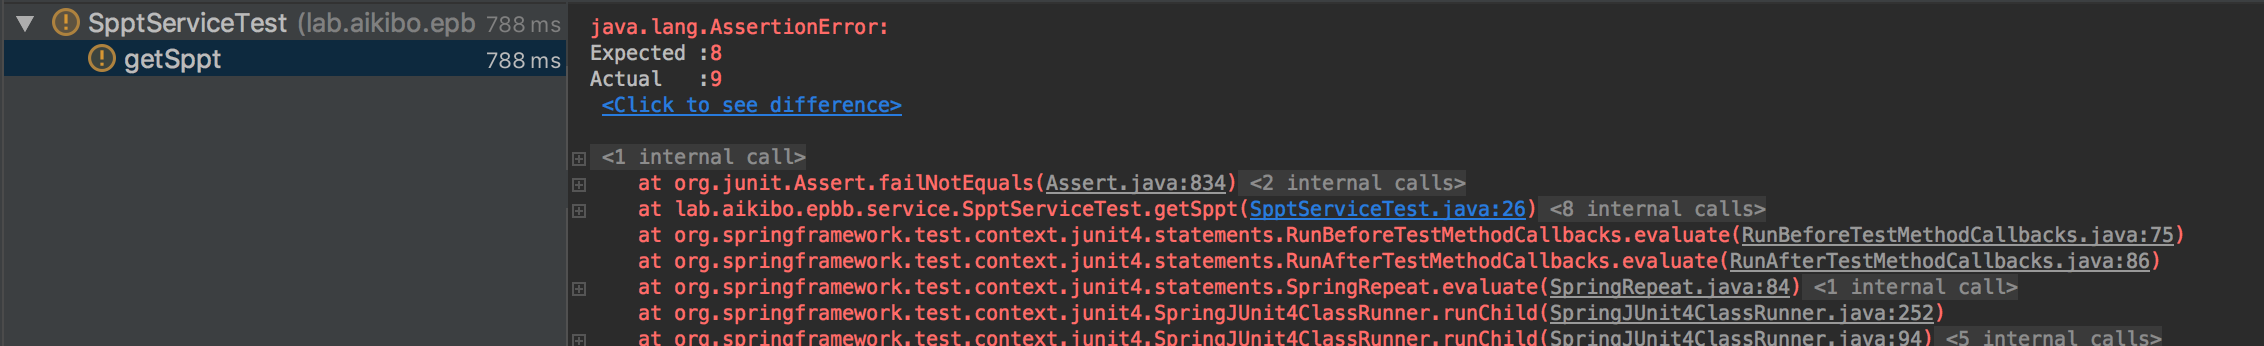 SpptServiceTest (lab.aikibo.epb 788 ms
getSppt 788 ms
java.lang.AssertionError:
Expected :8
Actual   :9
<Click to see difference>
<1 internal call>
at org.junit.Assert.failNotEquals(Assert.java:834) <2 internal calls>
at lab.aikibo.epbb.service.SpptServiceTest.getSppt(SpptServiceTest.java:26) <8 internal calls>
at org.springframework.test.context.junit4.statements.RunBeforeTestMethodCallbacks.evaluate(RunBeforeTestMethodCallbacks.java:75)
at org.springframework.test.context.junit4.statements.RunAfterTestMethodCallbacks.evaluate(RunAfterTestMethodCallbacks.java:86)
at org.springframework.test.context.junit4.statements.SpringRepeat.evaluate(SpringRepeat.java:84) <1 internal call>
at org.springframework.test.context.junit4.SpringJUnit4ClassRunner.runChild(SpringJUnit4ClassRunner.java:252)
at org.springframework.test.context.junit4.SpringJUnit4ClassRunner.runChild(SpringJUnit4ClassRunner.java:94) <5 internal calls>